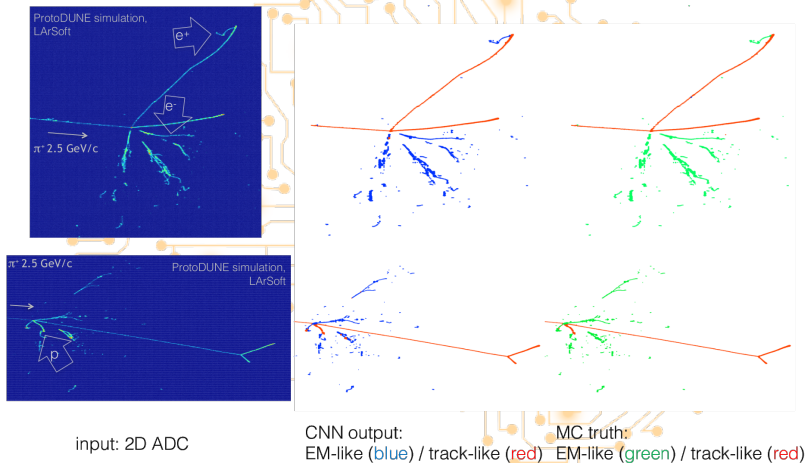 ProtoDUNE simulation,
LArSoft
e⁺
e⁻
π⁺ 2.5 GeV/c
π⁺ 2.5 GeV/c
ProtoDUNE simulation,
LArSoft
p
input: 2D ADC
CNN output:
EM-like (blue) / track-like (red)
MC truth:
EM-like (green) / track-like (red)